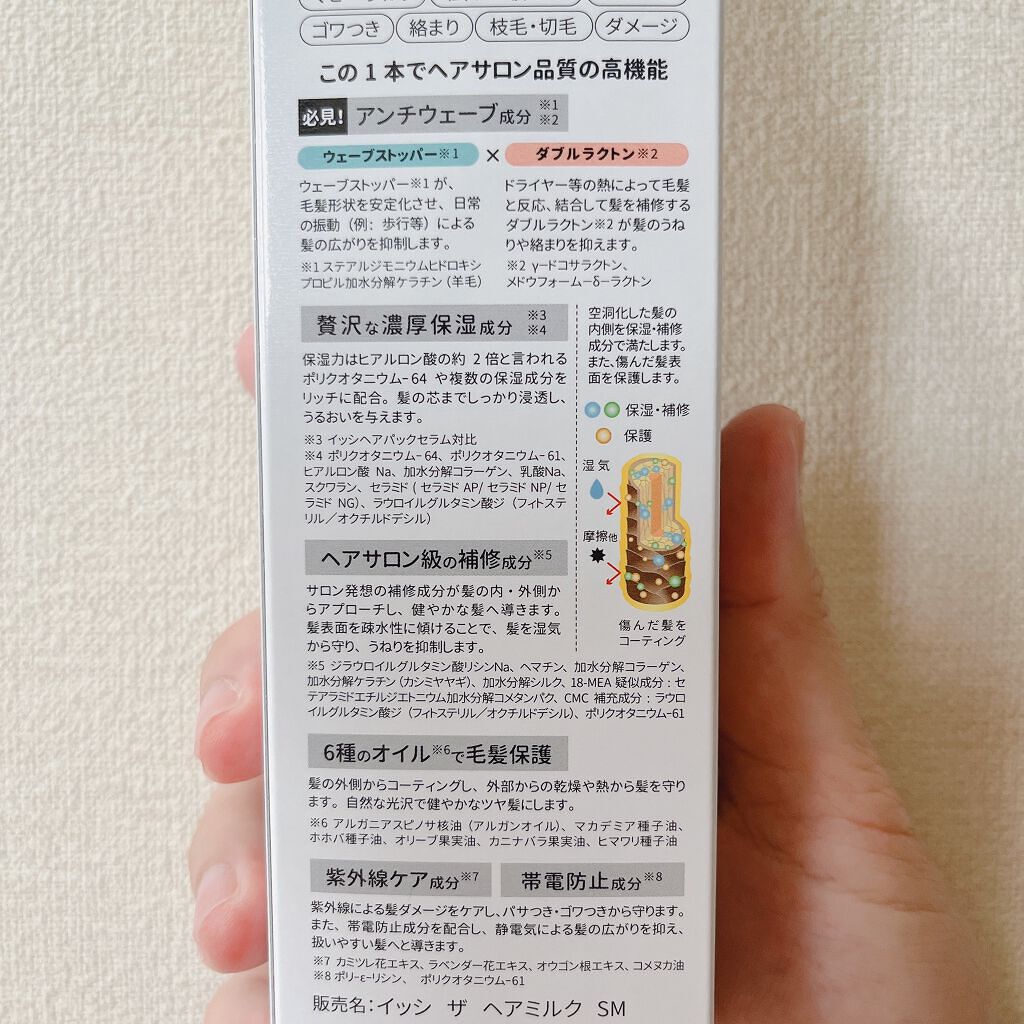 ゴワつき 絡まり 枝毛・切毛 ダメージ
この1本でヘアサロン品質の高機能
必見! アンチウェーブ成分 ※1 ※2
ウェーブストッパー※1 × ダブルラクトン※2
ウェーブストッパー※1が、
毛髪形状を安定化させ、日常
の振動(例:歩行等)による
髪の広がりを抑制します。
※1 ステアルジモニウムヒドロキシ
プロピル加水分解ケラチン(羊毛)
ドライヤー等の熱によって毛髪
と反応、結合して髪を補修する
ダブルラクトン※2が髪のうね
りや絡まりを抑えます。
※2 γ-ドコサラクトン、
メドウフォーム-δ-ラクトン
贅沢な濃厚保湿成分 ※3 ※4
保湿力はヒアルロン酸の約 2倍と言われる
ポリクオタニウム-64 や複数の保湿成分を
リッチに配合。髪の芯までしっかり浸透し、
うるおいを与えます。
※3 イッシヘアパックセラム対比
※4 ポリクオタニウム-64、ポリクオタニウム-61、
ヒアルロン酸 Na、加水分解コラーゲン、乳酸Na、
スクワラン、セラミド(セラミド AP/セラミド NP/セ
ラミド NG)、ラウロイルグルタミン酸ジ(フィトステ
リル/オクチルドデシル)
空洞化した髪の
内側を保湿・補修
成分で満たします。
また、傷んだ髪表
面を保護します。
保湿・補修
保護
湿気
摩擦他
傷んだ髪を
コーティング
ヘアサロン級の補修成分※5
サロン発想の補修成分が髪の内・外側か
らアプローチし、健やかな髪へ導きます。
髪表面を疎水性に傾けることで、髪を湿気
から守り、うねりを抑制します。
※5 ジラウロイルグルタミン酸リシンNa、ヘマチン、加水分解コラーゲン、
加水分解ケラチン(カシミヤヤギ)、加水分解シルク、18-MEA 疑似成分:セ
テアラミドエチルジエトニウム加水分解コメタンパク、CMC 補充成分:ラウロ
イルグルタミン酸ジ(フィトステリル/オクチルドデシル)、ポリクオタニウム-61
6種のオイル※6で毛髪保護
髪の外側からコーティングし、外部からの乾燥や熱から髪を守り
ます。自然な光沢で健やかなツヤ髪にします。
※6 アルガニアスピノサ核油(アルガンオイル)、マカデミア種子油、
ホホバ種子油、オリーブ果実油、カニナバラ果実油、ヒマワリ種子油
紫外線ケア成分※7 帯電防止成分※8
紫外線による髪ダメージをケアし、パサつき・ゴワつきから守ります。
また、帯電防止成分を配合し、静電気による髪の広がりを抑え、
扱いやすい髪へと導きます。
※7 カミツレ花エキス、ラベンダー花エキス、オウゴン根エキス、コメヌカ油
※8 ポリ-ε-リシン、 ポリクオタニウム-61
販売名:イッシ ザ ヘアミルク SM